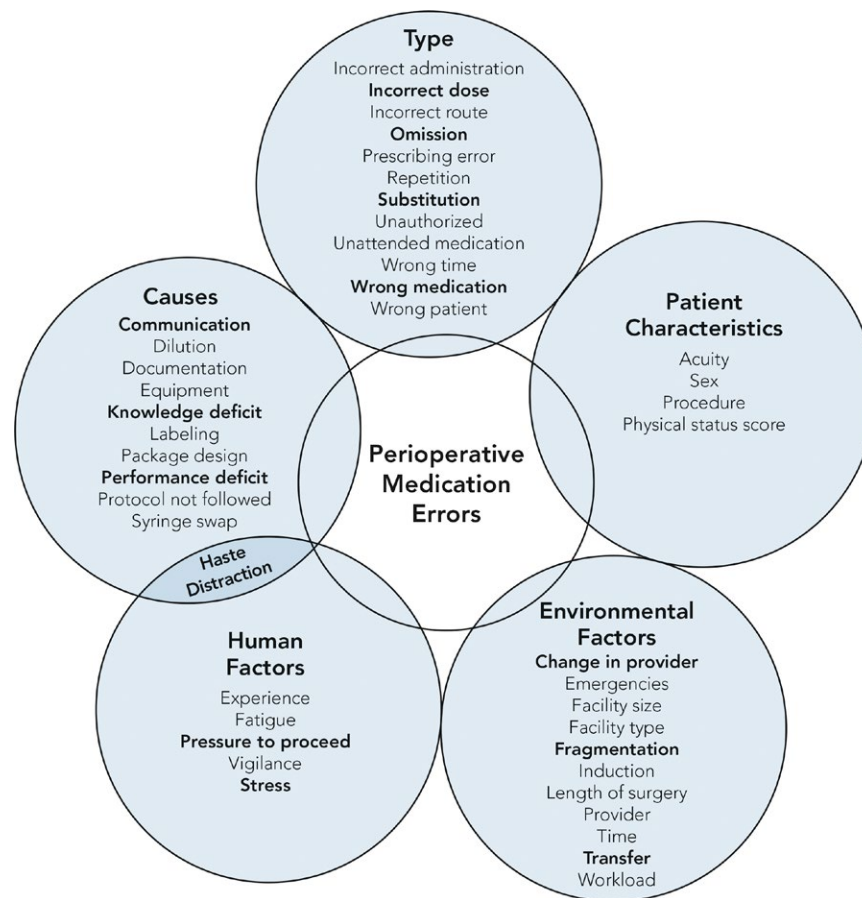 Type
Incorrect administration
Incorrect dose
Incorrect route
Omission
Prescribing error
Repetition
Substitution
Unauthorized
Unattended medication
Wrong time
Wrong medication
Wrong patient
Causes
Communication
Dilution
Documentation
Equipment
Knowledge deficit
Labeling
Package design
Performance deficit
Protocol not followed
Syringe swap
Haste
Distraction
Patient
Characteristics
Acuity
Sex
Procedure
Physical status score
Perioperative
Medication
Errors
Human
Factors
Experience
Fatigue
Pressure to proceed
Vigilance
Stress
Environmental
Factors
Change in provider
Emergencies
Facility size
Facility type
Fragmentation
Induction
Length of surgery
Provider
Time
Transfer
Workload